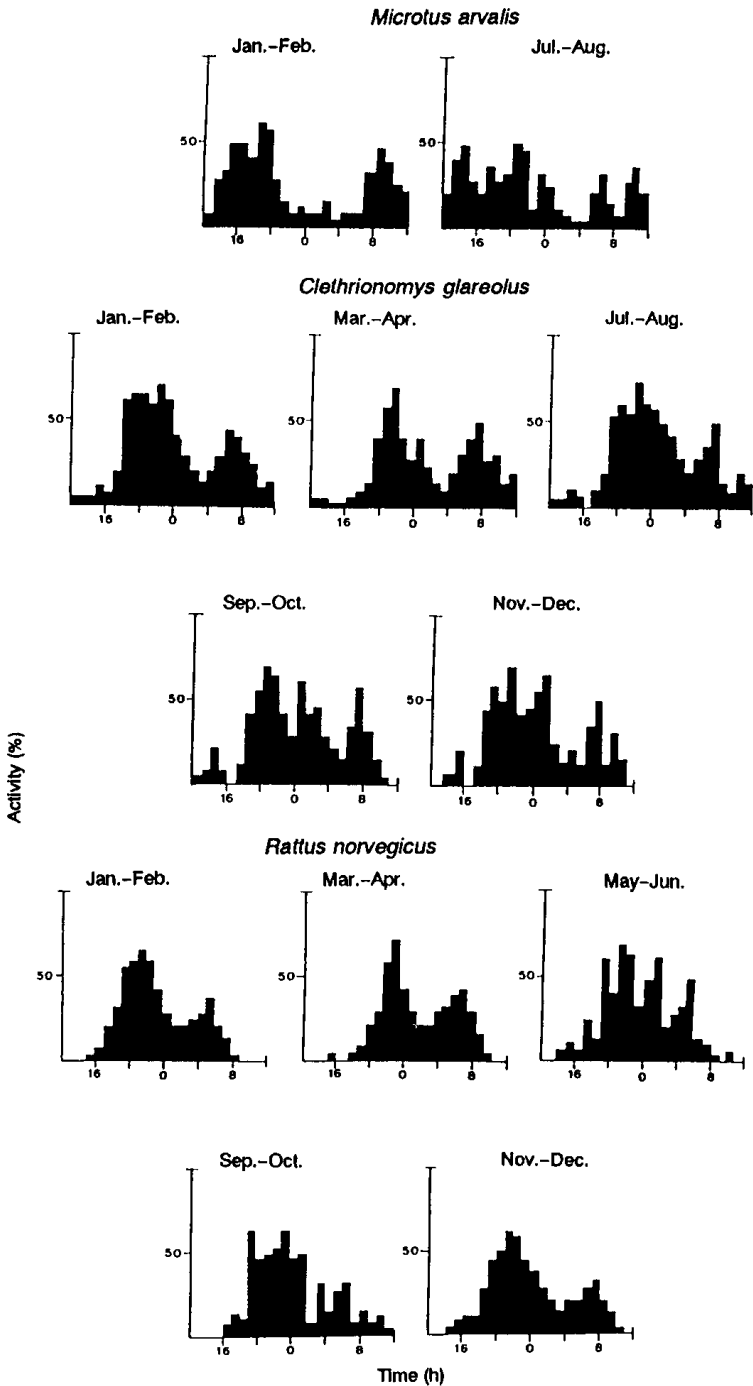 Microtus arvalis
Jan.–Feb. Jul.–Aug.
50 50
16 0 8 16 0 8
Clethrionomys glareolus
Jan.–Feb. Mar.–Apr. Jul.–Aug.
50 50 50
16 0 8 16 0 8 16 0 8
Sep.–Oct. Nov.–Dec.
50 50
16 0 8 16 0 8
Activity (%)
Rattus norvegicus
Jan.–Feb. Mar.–Apr. May–Jun.
50 50 50
16 0 8 16 0 8 16 0 8
Sep.–Oct. Nov.–Dec.
50 50
16 0 8 16 0 8
Time (h)